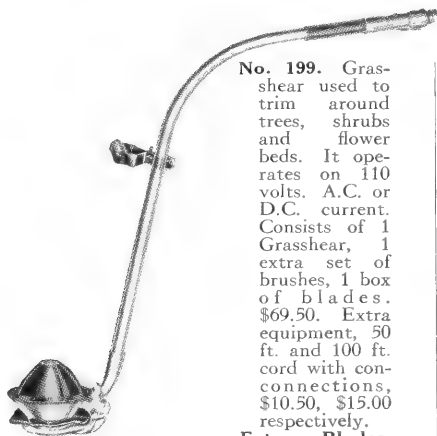 No. 199. Gras-
shear used to
trim around
trees, shrubs
and flower
beds. It ope-
rates on 110
volts. A.C. or
D.C. current.
Consists of 1
Grasshear, 1
extra set of
brushes, 1 box
of blades.
$69.50. Extra
equipment, 50
ft. and 100 ft.
cord with con-
connections,
$10.50, $15.00
respectively.